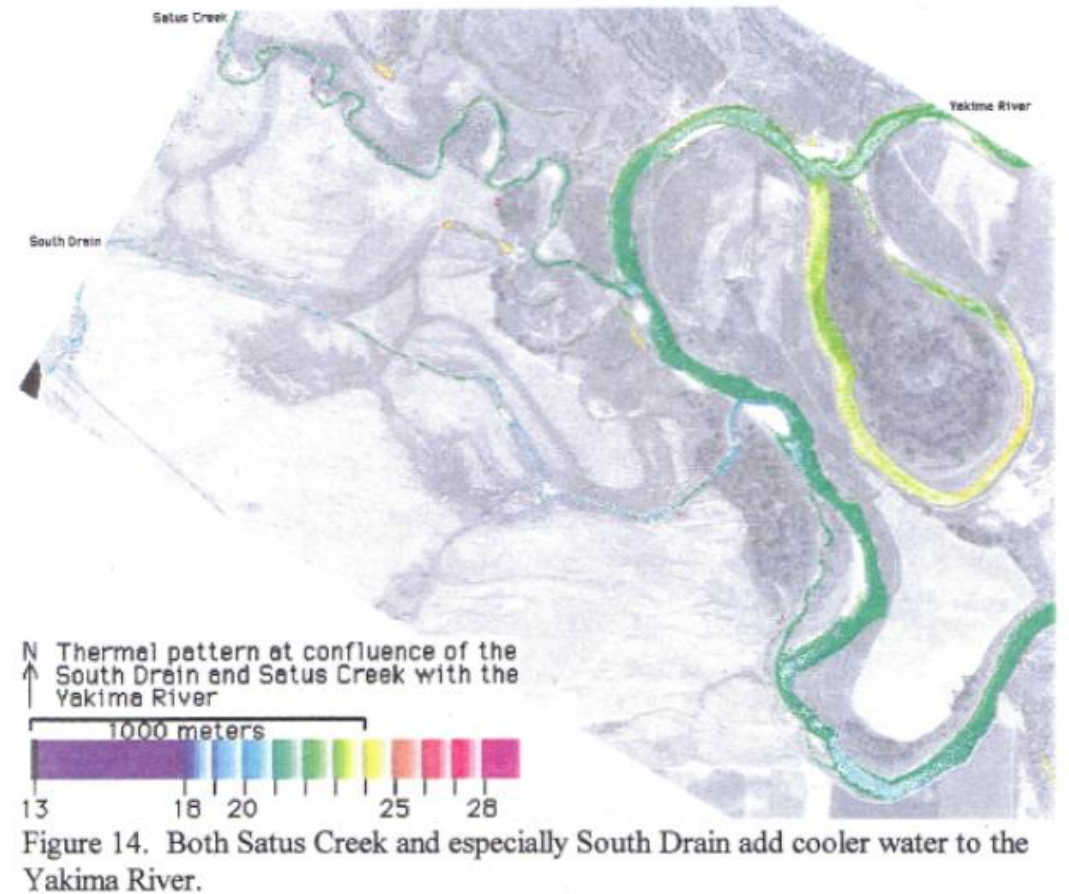 Satus Creek
Yakima River
South Drain
N Thermal pattern at confluence of the
South Drain and Satus Creek with the
Yakima River
1000 meters
13 18 20 25 28
Figure 14. Both Satus Creek and especially South Drain add cooler water to the
Yakima River.